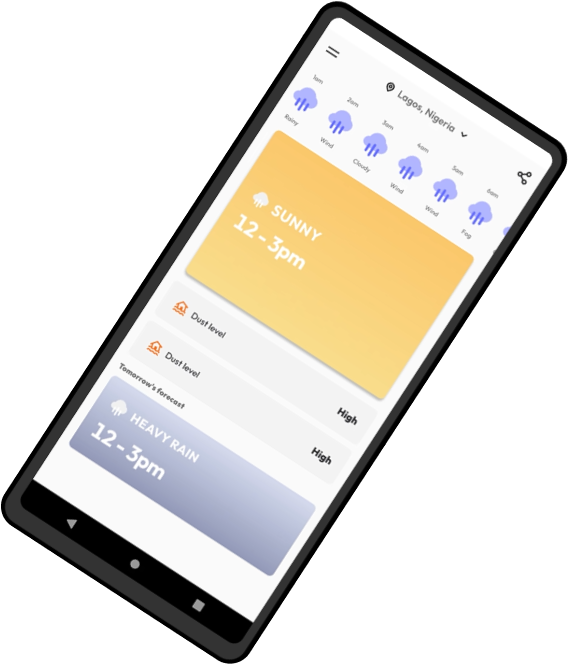 Lagos, Nigeria
1am
2am
3am
4am
5am
6am
Rainy
Wind
Cloudy
Wind
Wind
Fog
SUNNY
12 - 3pm
Dust level
High
Dust level
High
Tomorrow's forecast
HEAVY RAIN
12 - 3pm